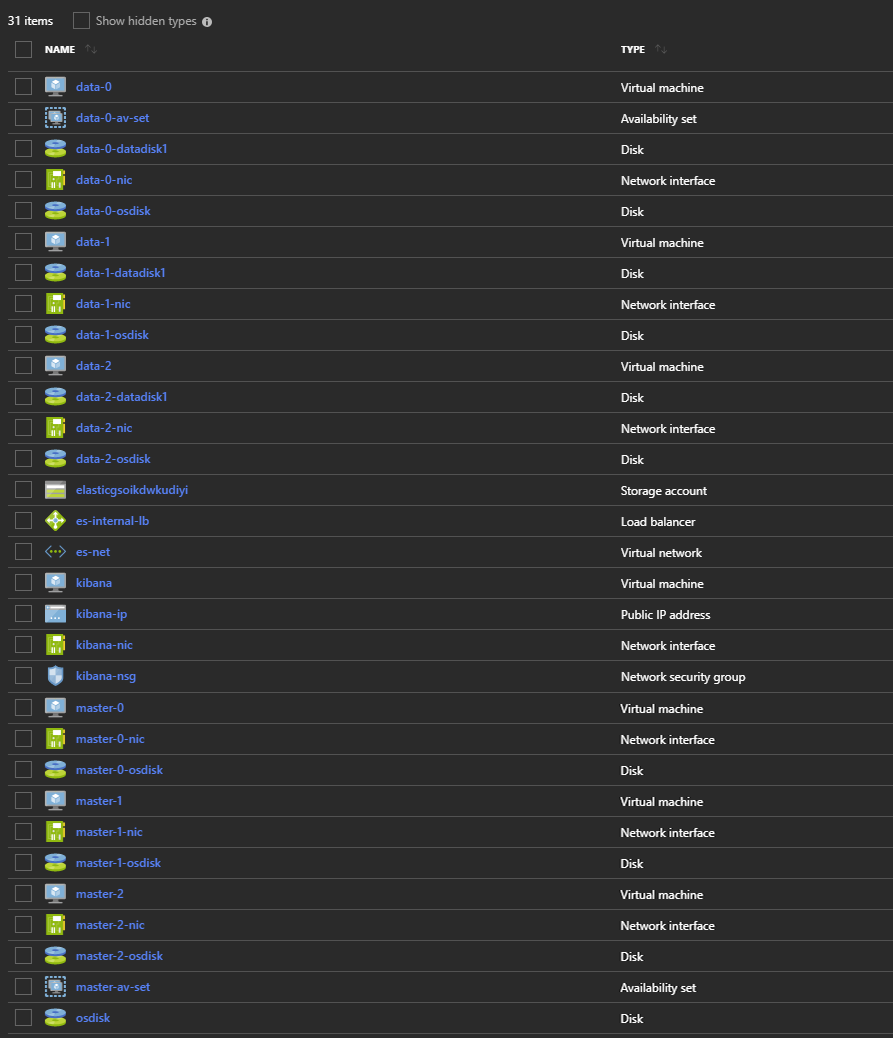 31 items Show hidden types
NAME TYPE
data-0 Virtual machine
data-0-av-set Availability set
data-0-datadisk1 Disk
data-0-nic Network interface
data-0-osdisk Disk
data-1 Virtual machine
data-1-datadisk1 Disk
data-1-nic Network interface
data-1-osdisk Disk
data-2 Virtual machine
data-2-datadisk1 Disk
data-2-nic Network interface
data-2-osdisk Disk
elasticgsoikdwkudiyi Storage account
es-internal-lb Load balancer
es-net Virtual network
kibana Virtual machine
kibana-ip Public IP address
kibana-nic Network interface
kibana-nsg Network security group
master-0 Virtual machine
master-0-nic Network interface
master-0-osdisk Disk
master-1 Virtual machine
master-1-nic Network interface
master-1-osdisk Disk
master-2 Virtual machine
master-2-nic Network interface
master-2-osdisk Disk
master-av-set Availability set
osdisk Disk